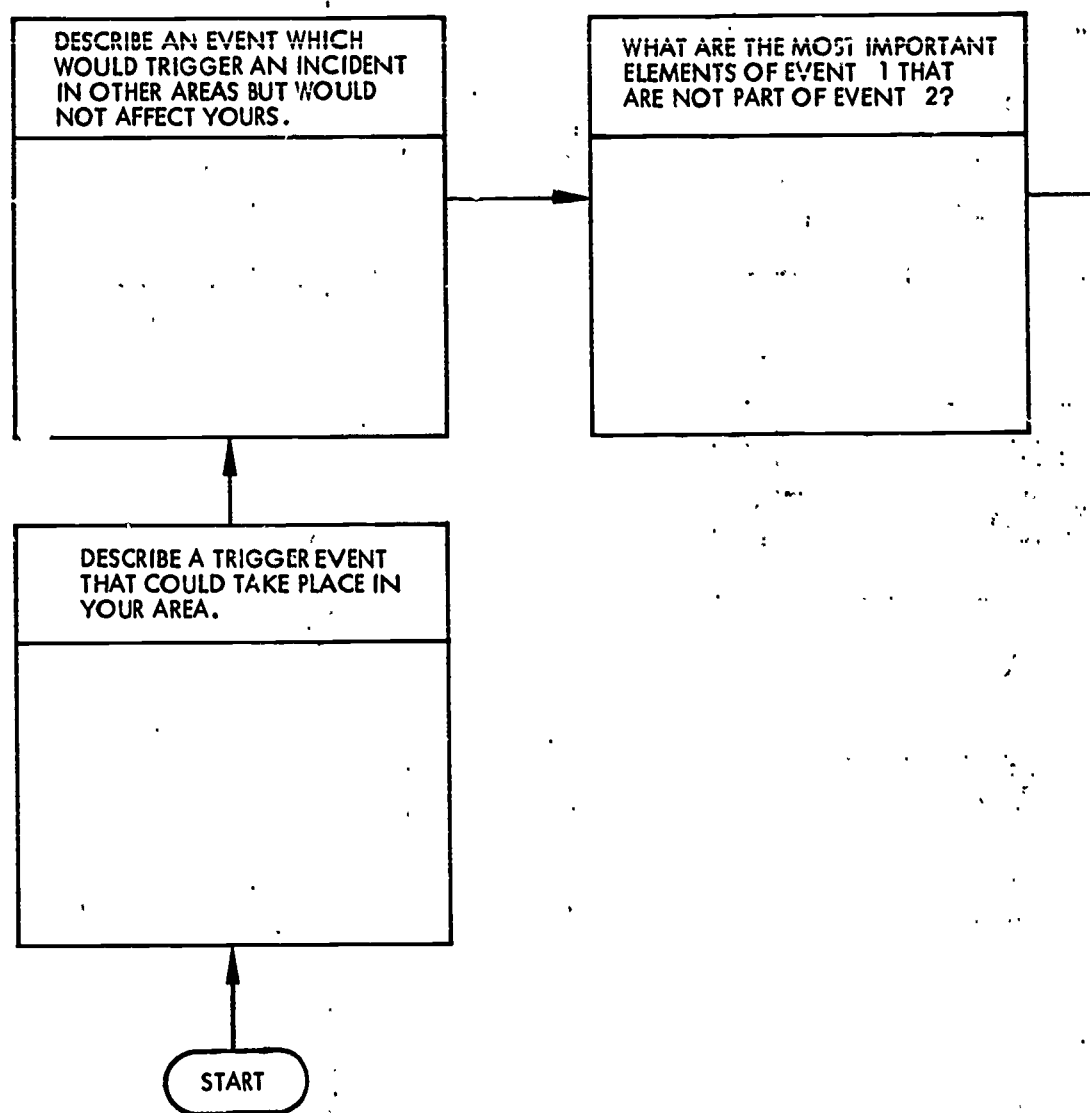 DESCRIBE AN EVENT WHICH
WOULD TRIGGER AN INCIDENT
IN OTHER AREAS BUT WOULD
NOT AFFECT YOURS.
WHAT ARE THE MOST IMPORTANT
ELEMENTS OF EVENT 1 THAT
ARE NOT PART OF EVENT 2?
DESCRIBE A TRIGGER EVENT
THAT COULD TAKE PLACE IN
YOUR AREA.
START